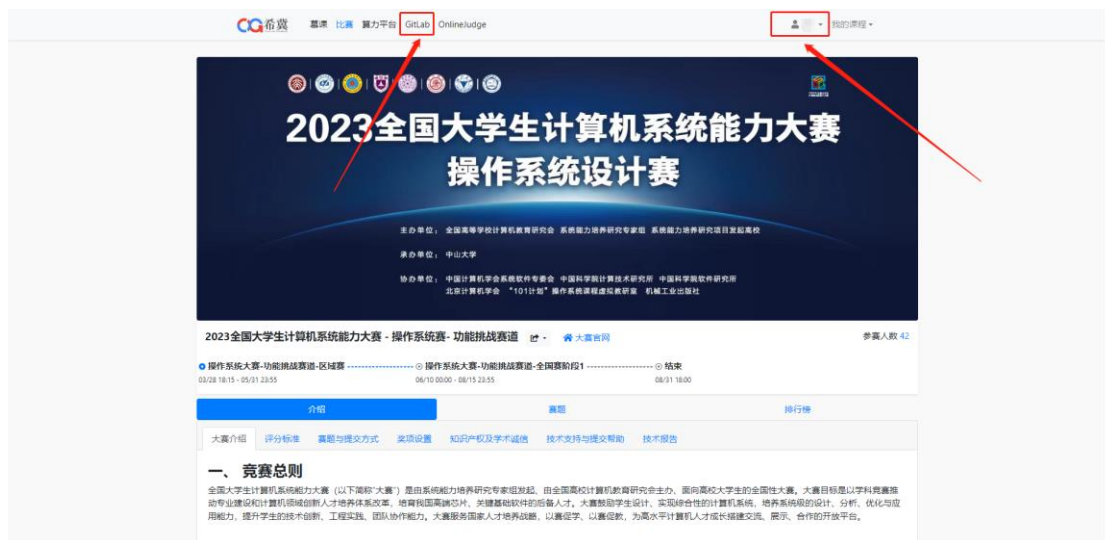 CG希冀 慕课 比赛 算力平台 GitLab OnlineJudge 我的课程
2023全国大学生计算机系统能力大赛
操作系统设计赛
主办单位： 全国高等学校计算机教育研究会 系统能力培养研究专家组 系统能力培养研究项目发起高校
承办单位： 中山大学
协办单位： 中国计算机学会系统软件专委会 中国科学院计算技术研究所 中国科学院软件研究所
北京计算机学会 “101计划”操作系统课程虚拟教研室 机械工业出版社
2023全国大学生计算机系统能力大赛 - 操作系统赛- 功能挑战赛道 大赛官网 参赛人数 42
操作系统大赛-功能挑战赛道-区域赛 操作系统大赛-功能挑战赛道-全国赛阶段1 结束
03/28 18:15 - 05/31 23:55 06/10 00:00 - 08/15 23:55 08/31 18:00
介绍 赛题 排行榜
大赛介绍 评分标准 赛题与提交方式 奖项设置 知识产权及学术诚信 技术支持与提交帮助 技术报告
一、 竞赛总则
全国大学生计算机系统能力大赛（以下简称“大赛”）是由系统能力培养研究专家组发起、由全国高校计算机教育研究会主办、面向高校大学生的全国性大赛。大赛目标是以学科竞赛推
动专业建设和计算机领域创新人才培养体系改革、培育我国高端芯片、关键基础软件的后备人才。大赛鼓励学生设计、实现综合性的计算机系统，培养系统级的设计、分析、优化与应
用能力，提升学生的技术创新、工程实践、团队协作能力。大赛服务国家人才培养战略，以赛促学、以赛促教，为高水平计算机人才成长搭建交流、展示、合作的开放平台。